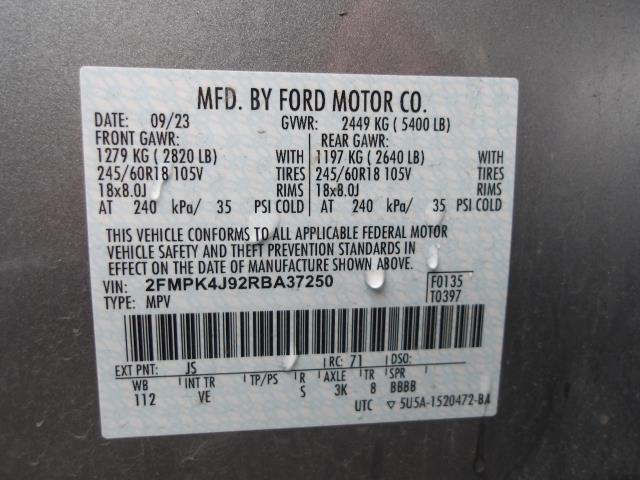 MFD. BY FORD MOTOR CO.
DATE: 09/23 GVWR: 2449 KG ( 5400 LB)
FRONT GAWR: REAR GAWR:
1279 KG ( 2820 LB) WITH 1197 KG ( 2640 LB) WITH
245/60R18 105V TIRES 245/60R18 105V TIRES
18x8.0J RIMS 18x8.0J RIMS
AT 240 kPa/ 35 PSI COLD AT 240 kPa/ 35 PSI COLD
THIS VEHICLE CONFORMS TO ALL APPLICABLE FEDERAL MOTOR
VEHICLE SAFETY AND THEFT PREVENTION STANDARDS IN
EFFECT ON THE DATE OF MANUFACTURE SHOWN ABOVE.
VIN: 2FMPK4J92RBA37250 F0135
TYPE: MPV T0397
EXT PNT: JS RC: 71 DSO:
WB INT TR TP/PS R AXLE TR SPR
112 VE S 3K 8 BBBB
UTC ▽ 5U5A-1520472-BA